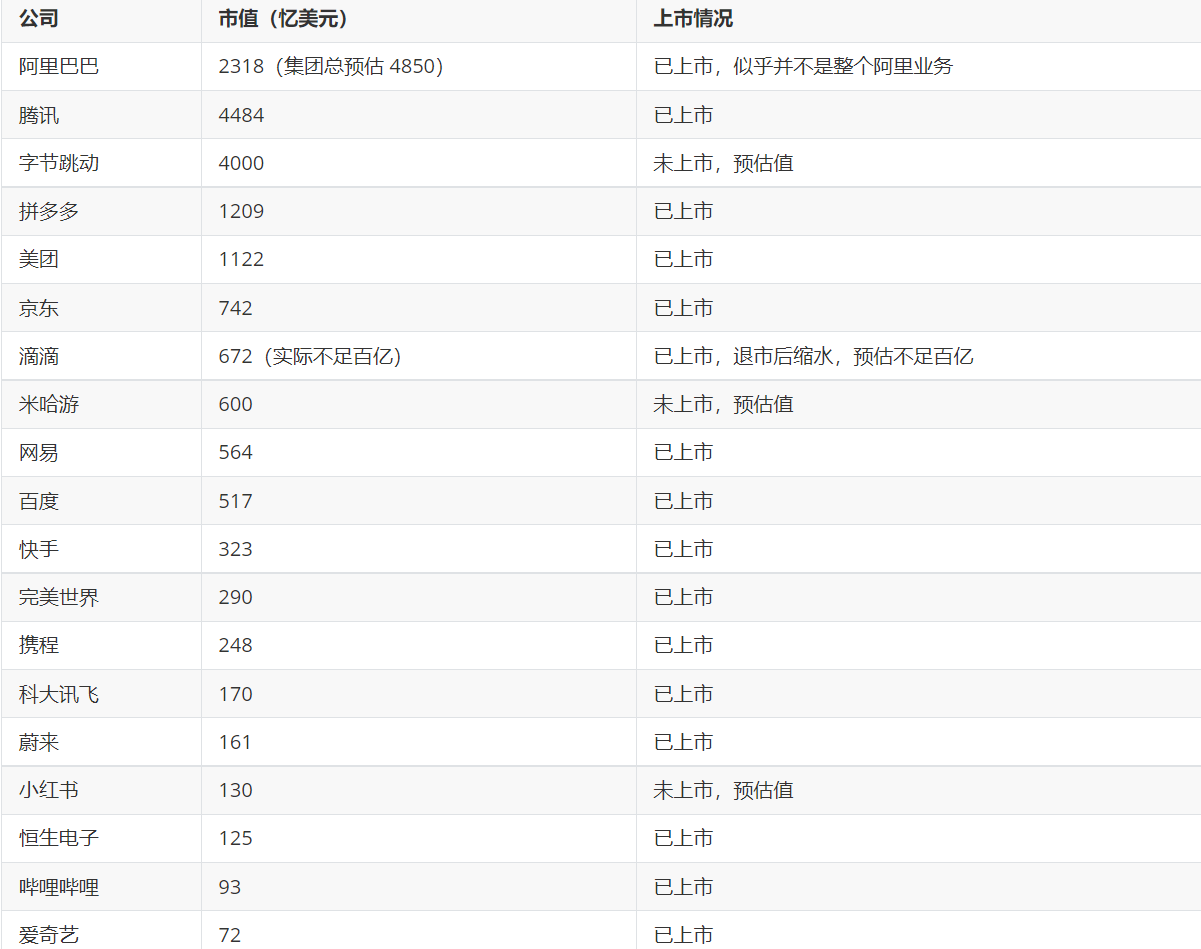 公司 市值（亿美元） 上市情况
阿里巴巴 2318（集团总预估 4850） 已上市，似乎并不是整个阿里业务
腾讯 4484 已上市
字节跳动 4000 未上市，预估值
拼多多 1209 已上市
美团 1122 已上市
京东 742 已上市
滴滴 672（实际不足百亿） 已上市，退市后缩水，预估不足百亿
米哈游 600 未上市，预估值
网易 564 已上市
百度 517 已上市
快手 323 已上市
完美世界 290 已上市
携程 248 已上市
科大讯飞 170 已上市
蔚来 161 已上市
小红书 130 未上市，预估值
恒生电子 125 已上市
哔哩哔哩 93 已上市
爱奇艺 72 已上市